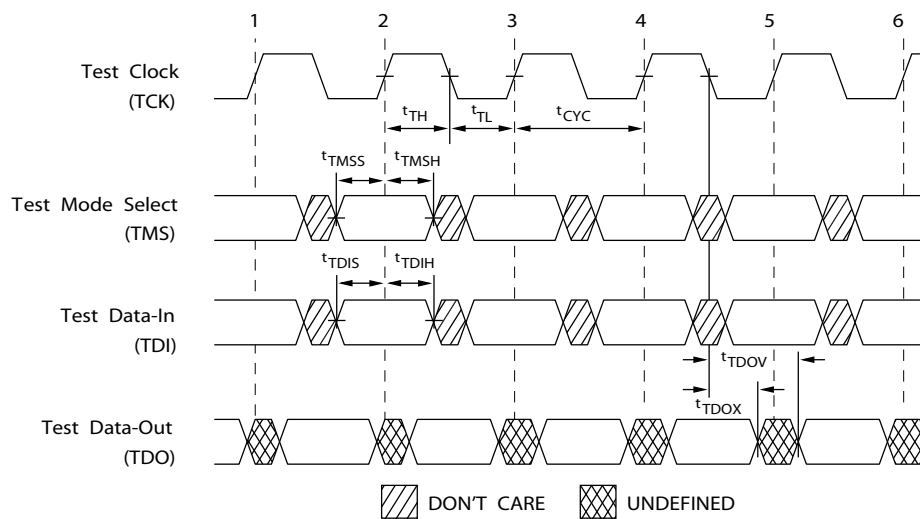 1 2 3 4 5 6
Test Clock
(TCK)
tTH tTL tCYC
tTMSS tTMSH
Test Mode Select
(TMS)
tTDIS tTDIH
Test Data-In
(TDI)
tTDOV
tTDOX
Test Data-Out
(TDO)
DON'T CARE UNDEFINED